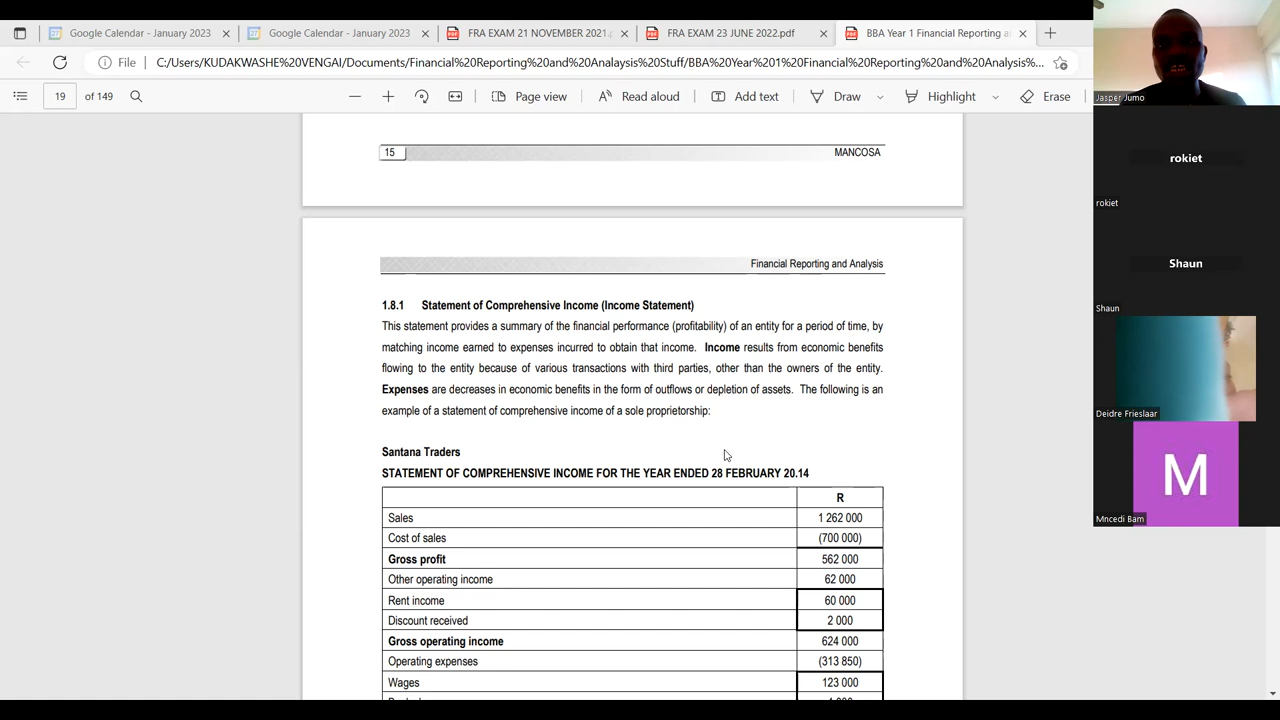 Google Calendar - January 2023
Google Calendar - January 2023
FRA EXAM 21 NOVEMBER 2021.
FRA EXAM 23 JUNE 2022.pdf
BBA Year 1 Financial Reporting a
File C:/Users/KUDAKWASHE%20VENGAI/Documents/Financial%20Reporting%20and%20Analaysis%20Stuff/BBA%20Year%201%20Financial%20Reporting%20and%20Analysis%...
19 of 149
Page view
Read aloud
Add text
Draw
Highlight
Erase
15 MANCOSA
Financial Reporting and Analysis
1.8.1 Statement of Comprehensive Income (Income Statement)
This statement provides a summary of the financial performance (profitability) of an entity for a period of time, by
matching income earned to expenses incurred to obtain that income. Income results from economic benefits
flowing to the entity because of various transactions with third parties, other than the owners of the entity.
Expenses are decreases in economic benefits in the form of outflows or depletion of assets. The following is an
example of a statement of comprehensive income of a sole proprietorship:
Santana Traders
STATEMENT OF COMPREHENSIVE INCOME FOR THE YEAR ENDED 28 FEBRUARY 20.14
R
Sales 1 262 000
Cost of sales (700 000)
Gross profit 562 000
Other operating income 62 000
Rent income 60 000
Discount received 2 000
Gross operating income 624 000
Operating expenses (313 850)
Wages 123 000
Jasper Jumo
rokiet
rokiet
Shaun
Shaun
Deidre Frieslaar
M
Mncedi Bam